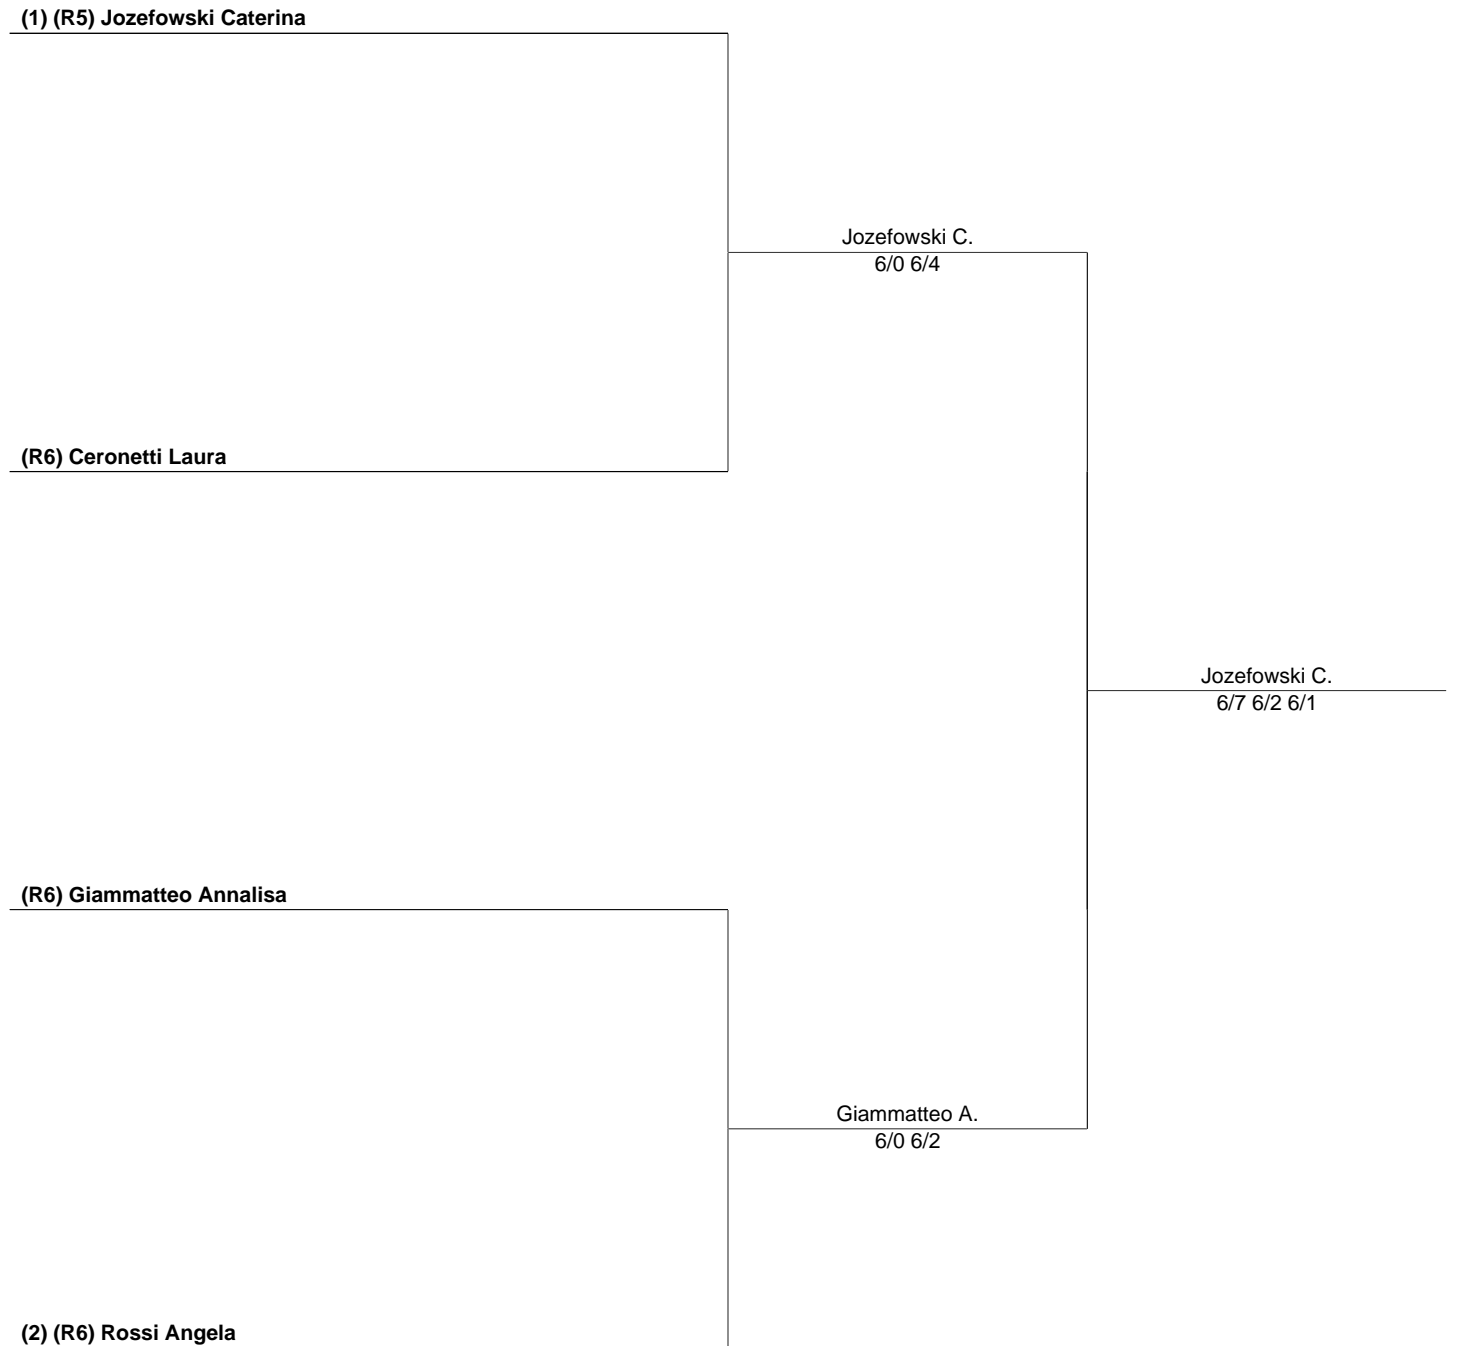 (1) (R5) Jozefowski Caterina
Jozefowski C.
6/0 6/4
(R6) Ceronetti Laura
Jozefowski C.
6/7 6/2 6/1
(R6) Giammatteo Annalisa
Giammatteo A.
6/0 6/2
(2) (R6) Rossi Angela